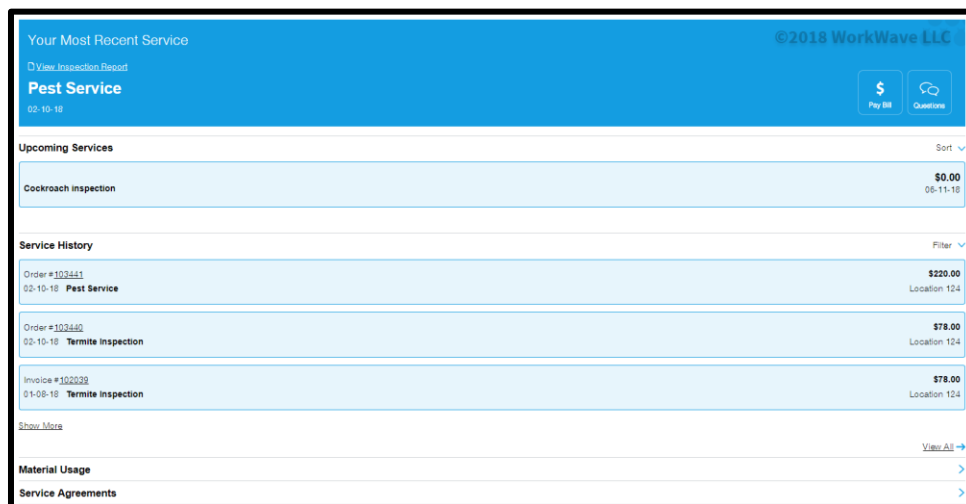 Your Most Recent Service
©2018 WorkWave LLC
View Inspection Report
Pest Service
02-10-18
$
Pay Bill
Questions
Upcoming Services
Sort
Cockroach inspection
$0.00
06-11-18
Service History
Filter
Order #103441
$220.00
02-10-18 Pest Service
Location 124
Order #103440
$78.00
02-10-18 Termite Inspection
Location 124
Invoice #102039
$78.00
01-08-18 Termite Inspection
Location 124
Show More
View All
Material Usage
Service Agreements